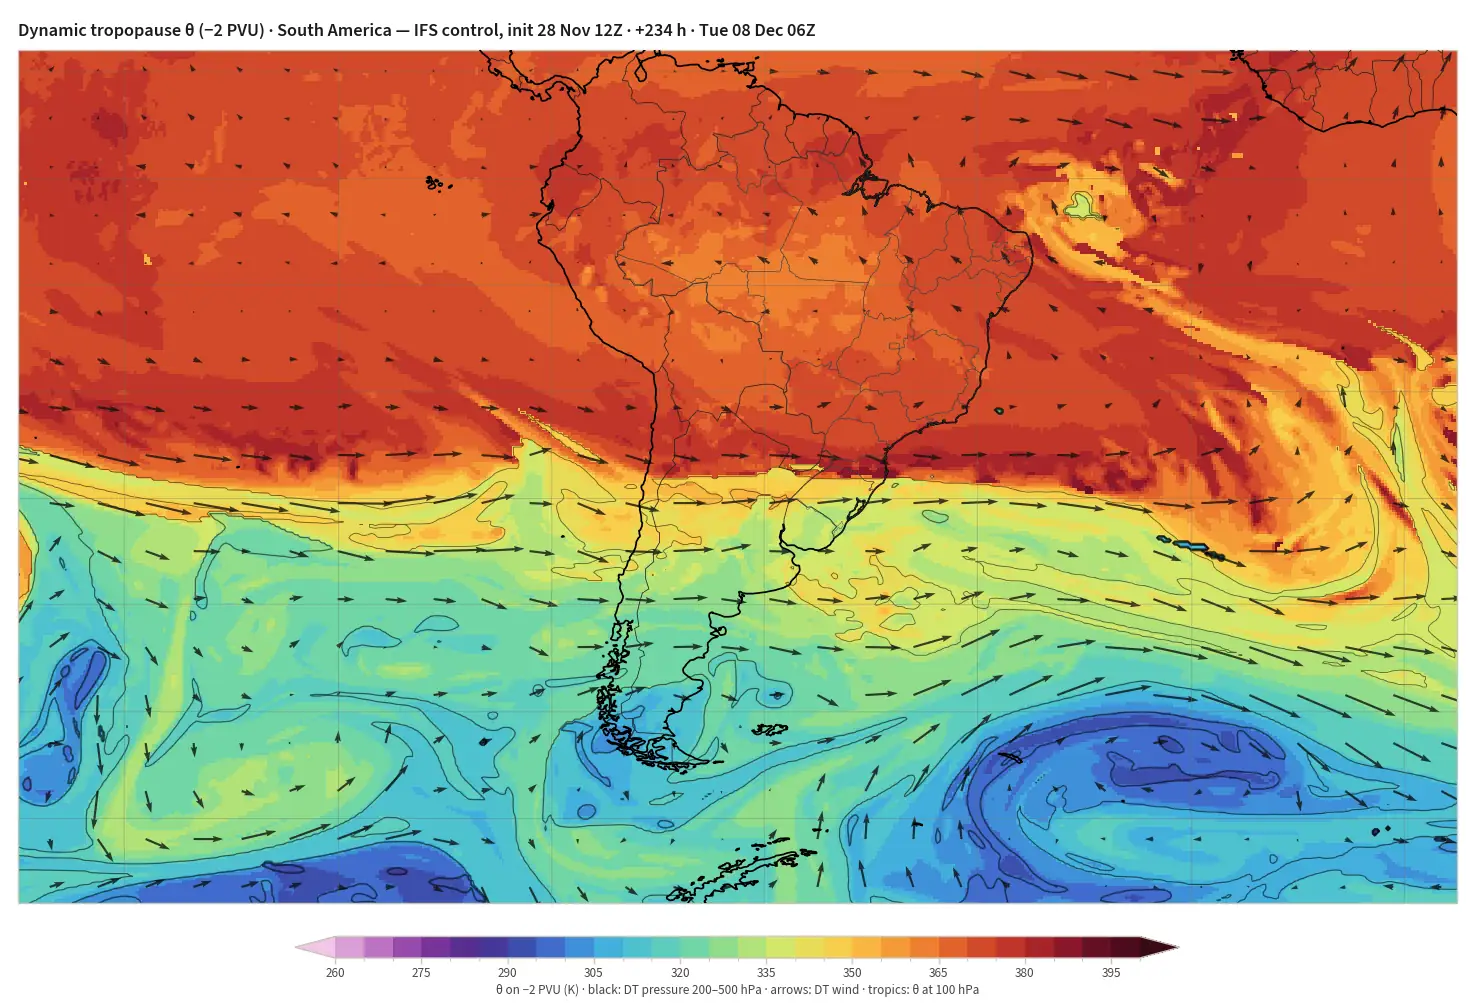 Dynamic tropopause θ (−2 PVU) · South America — IFS control, init 28 Nov 12Z · +234 h · Tue 08 Dec 06Z
260 275 290 305 320 335 350 365 380 395
θ on −2 PVU (K) · black: DT pressure 200–500 hPa · arrows: DT wind · tropics: θ at 100 hPa